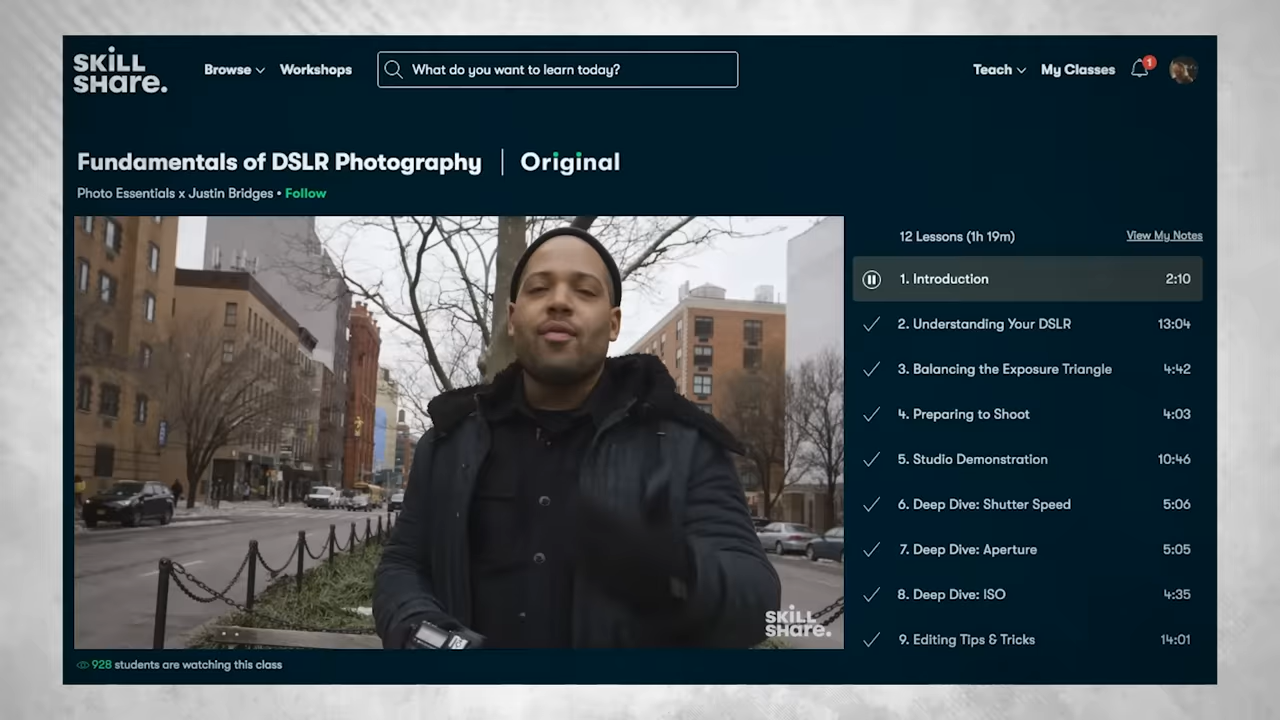 SKILL
SHare.
Browse
Workshops
What do you want to learn today?
Teach
My Classes
1
Fundamentals of DSLR Photography | Original
Photo Essentials x Justin Bridges • Follow
12 Lessons (1h 19m)
View My Notes
1. Introduction 2:10
2. Understanding Your DSLR 13:04
3. Balancing the Exposure Triangle 4:42
4. Preparing to Shoot 4:03
5. Studio Demonstration 10:46
6. Deep Dive: Shutter Speed 5:06
7. Deep Dive: Aperture 5:05
8. Deep Dive: ISO 4:35
9. Editing Tips & Tricks 14:01
SKILL
SHare.
928 students are watching this class